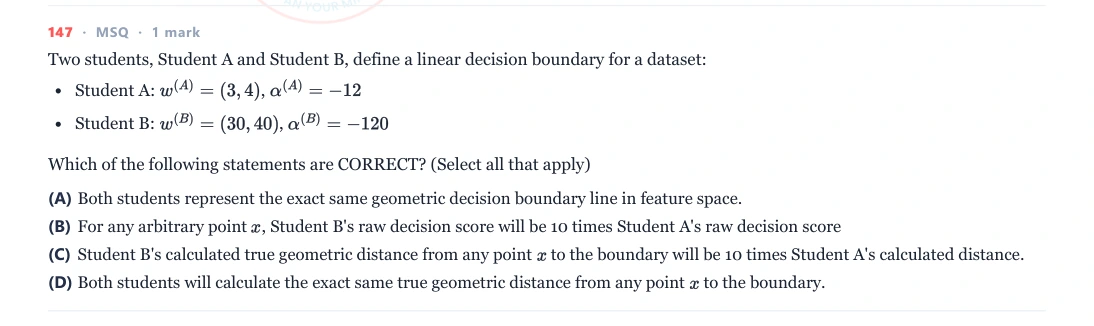 AN YOUR M
147 · MSQ · 1 mark
Two students, Student A and Student B, define a linear decision boundary for a dataset:
• Student A: w^(A) = (3, 4), α^(A) = −12
• Student B: w^(B) = (30, 40), α^(B) = −120
Which of the following statements are CORRECT? (Select all that apply)
(A) Both students represent the exact same geometric decision boundary line in feature space.
(B) For any arbitrary point x, Student B's raw decision score will be 10 times Student A's raw decision score
(C) Student B's calculated true geometric distance from any point x to the boundary will be 10 times Student A's calculated distance.
(D) Both students will calculate the exact same true geometric distance from any point x to the boundary.